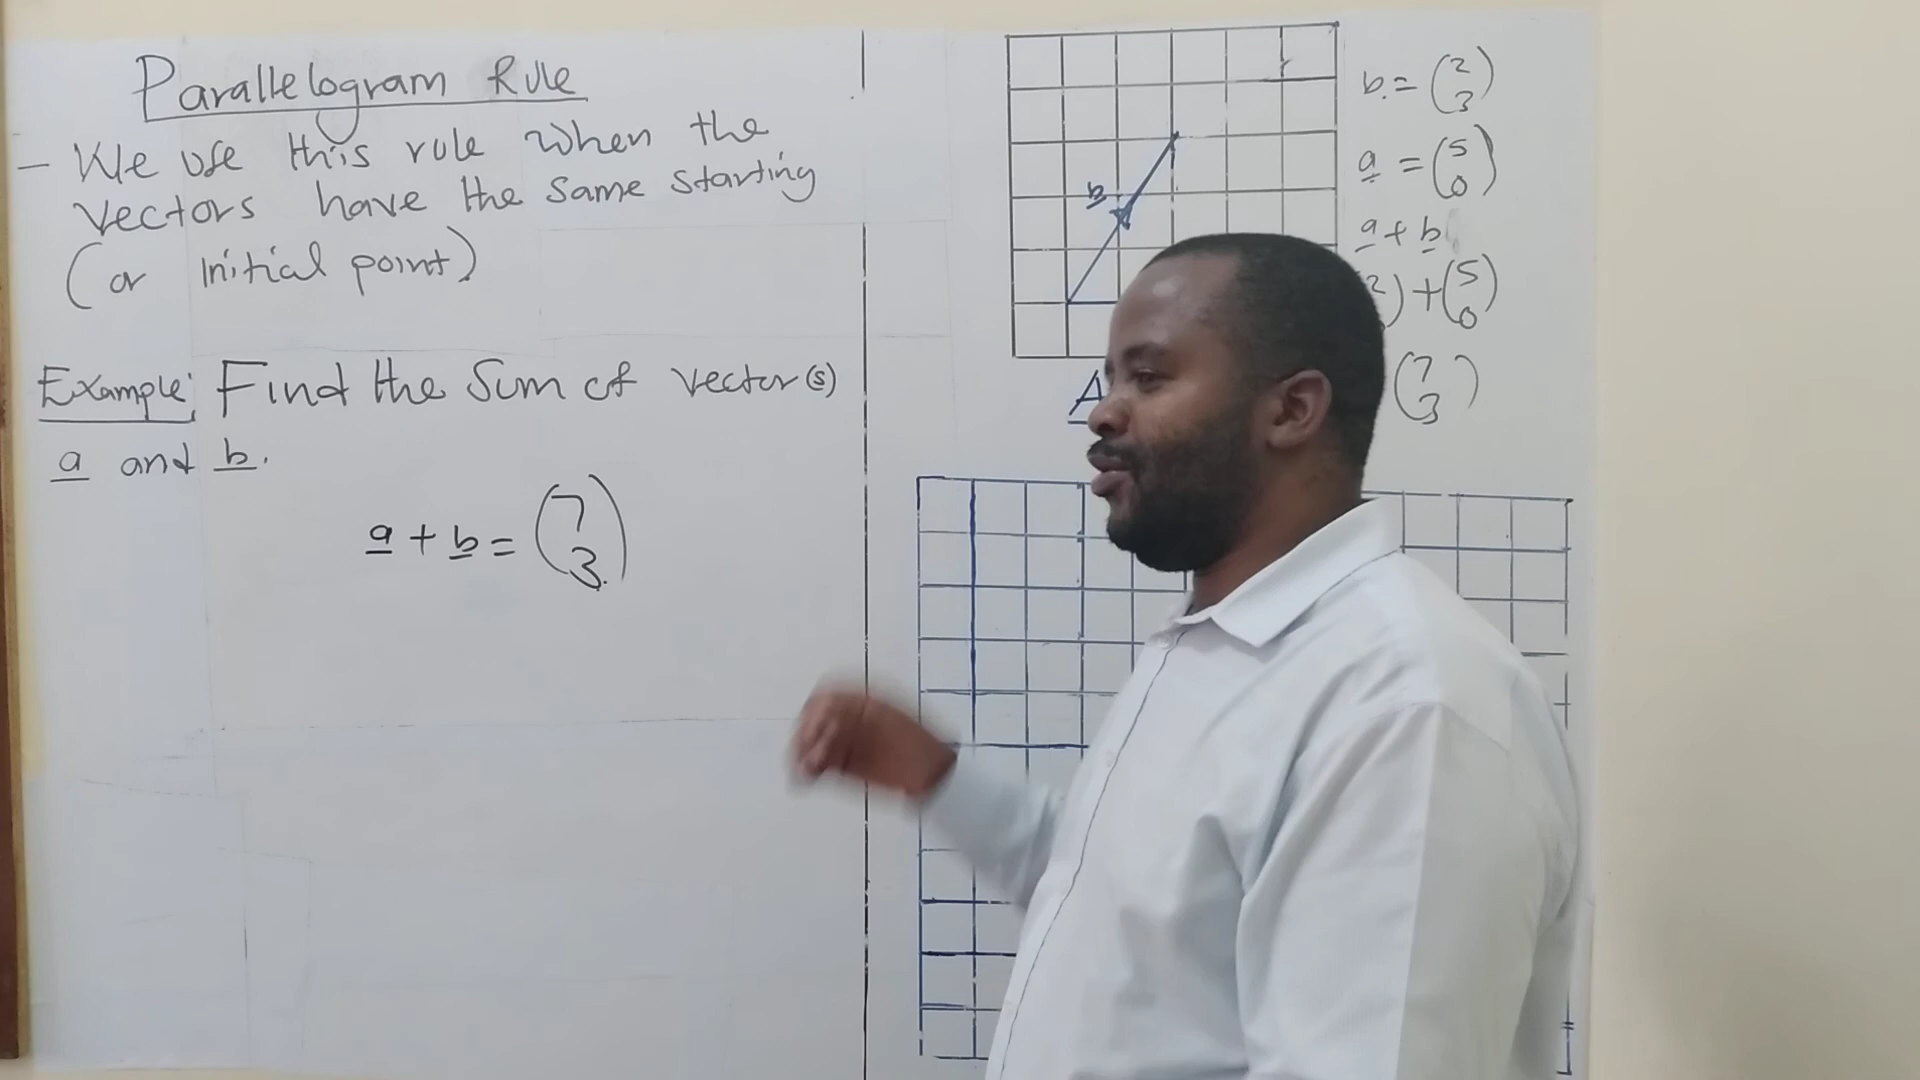 Parallelogram Rule
- We use this rule when the
vectors have the same starting
(or initial point)
Example: Find the Sum of vector(s)
a and b.
a + b = (7
3)
b
A
b = (2
3)
a = (5
0)
a + b
2) + (5
0)
(7
3)